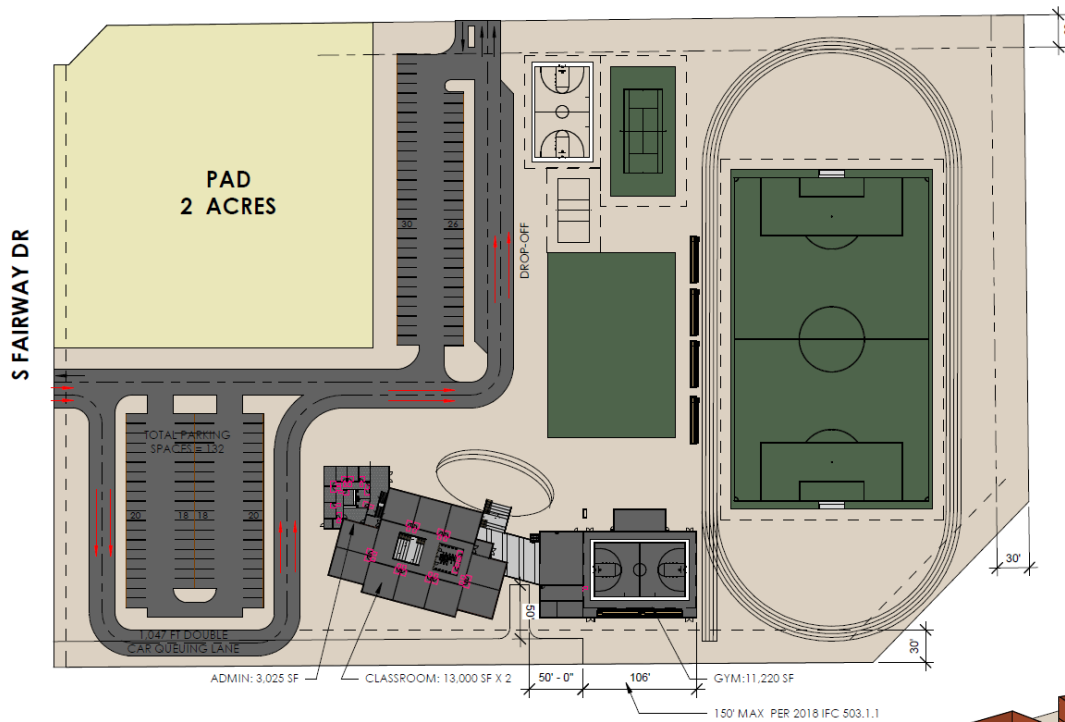 PAD
2 ACRES
S FAIRWAY DR
30
26
DROP-OFF
TOTAL PARKING
SPACES = 132
20
18
18
20
30'
1,047 FT DOUBLE
CAR QUEUING LANE
50'
30'
ADMIN: 3,025 SF
CLASSROOM: 13,000 SF X 2
50' - 0"
106'
GYM:11,220 SF
150' MAX PER 2018 IFC 503.1.1